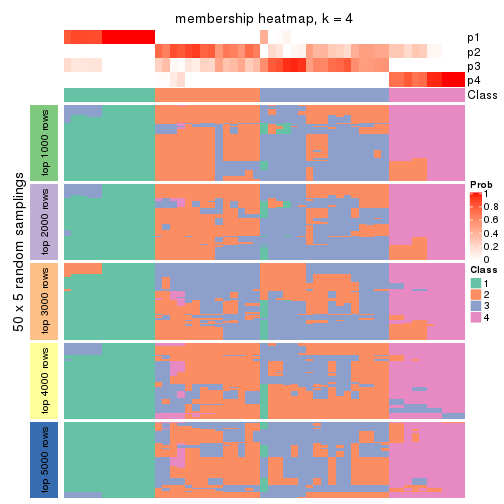 membership heatmap, k = 4
p1
p2
p3
p4
Class
50 x 5 random samplings
top 1000 rows
top 2000 rows
top 3000 rows
top 4000 rows
top 5000 rows
Prob
1
0.8
0.6
0.4
0.2
0
Class
1
2
3
4